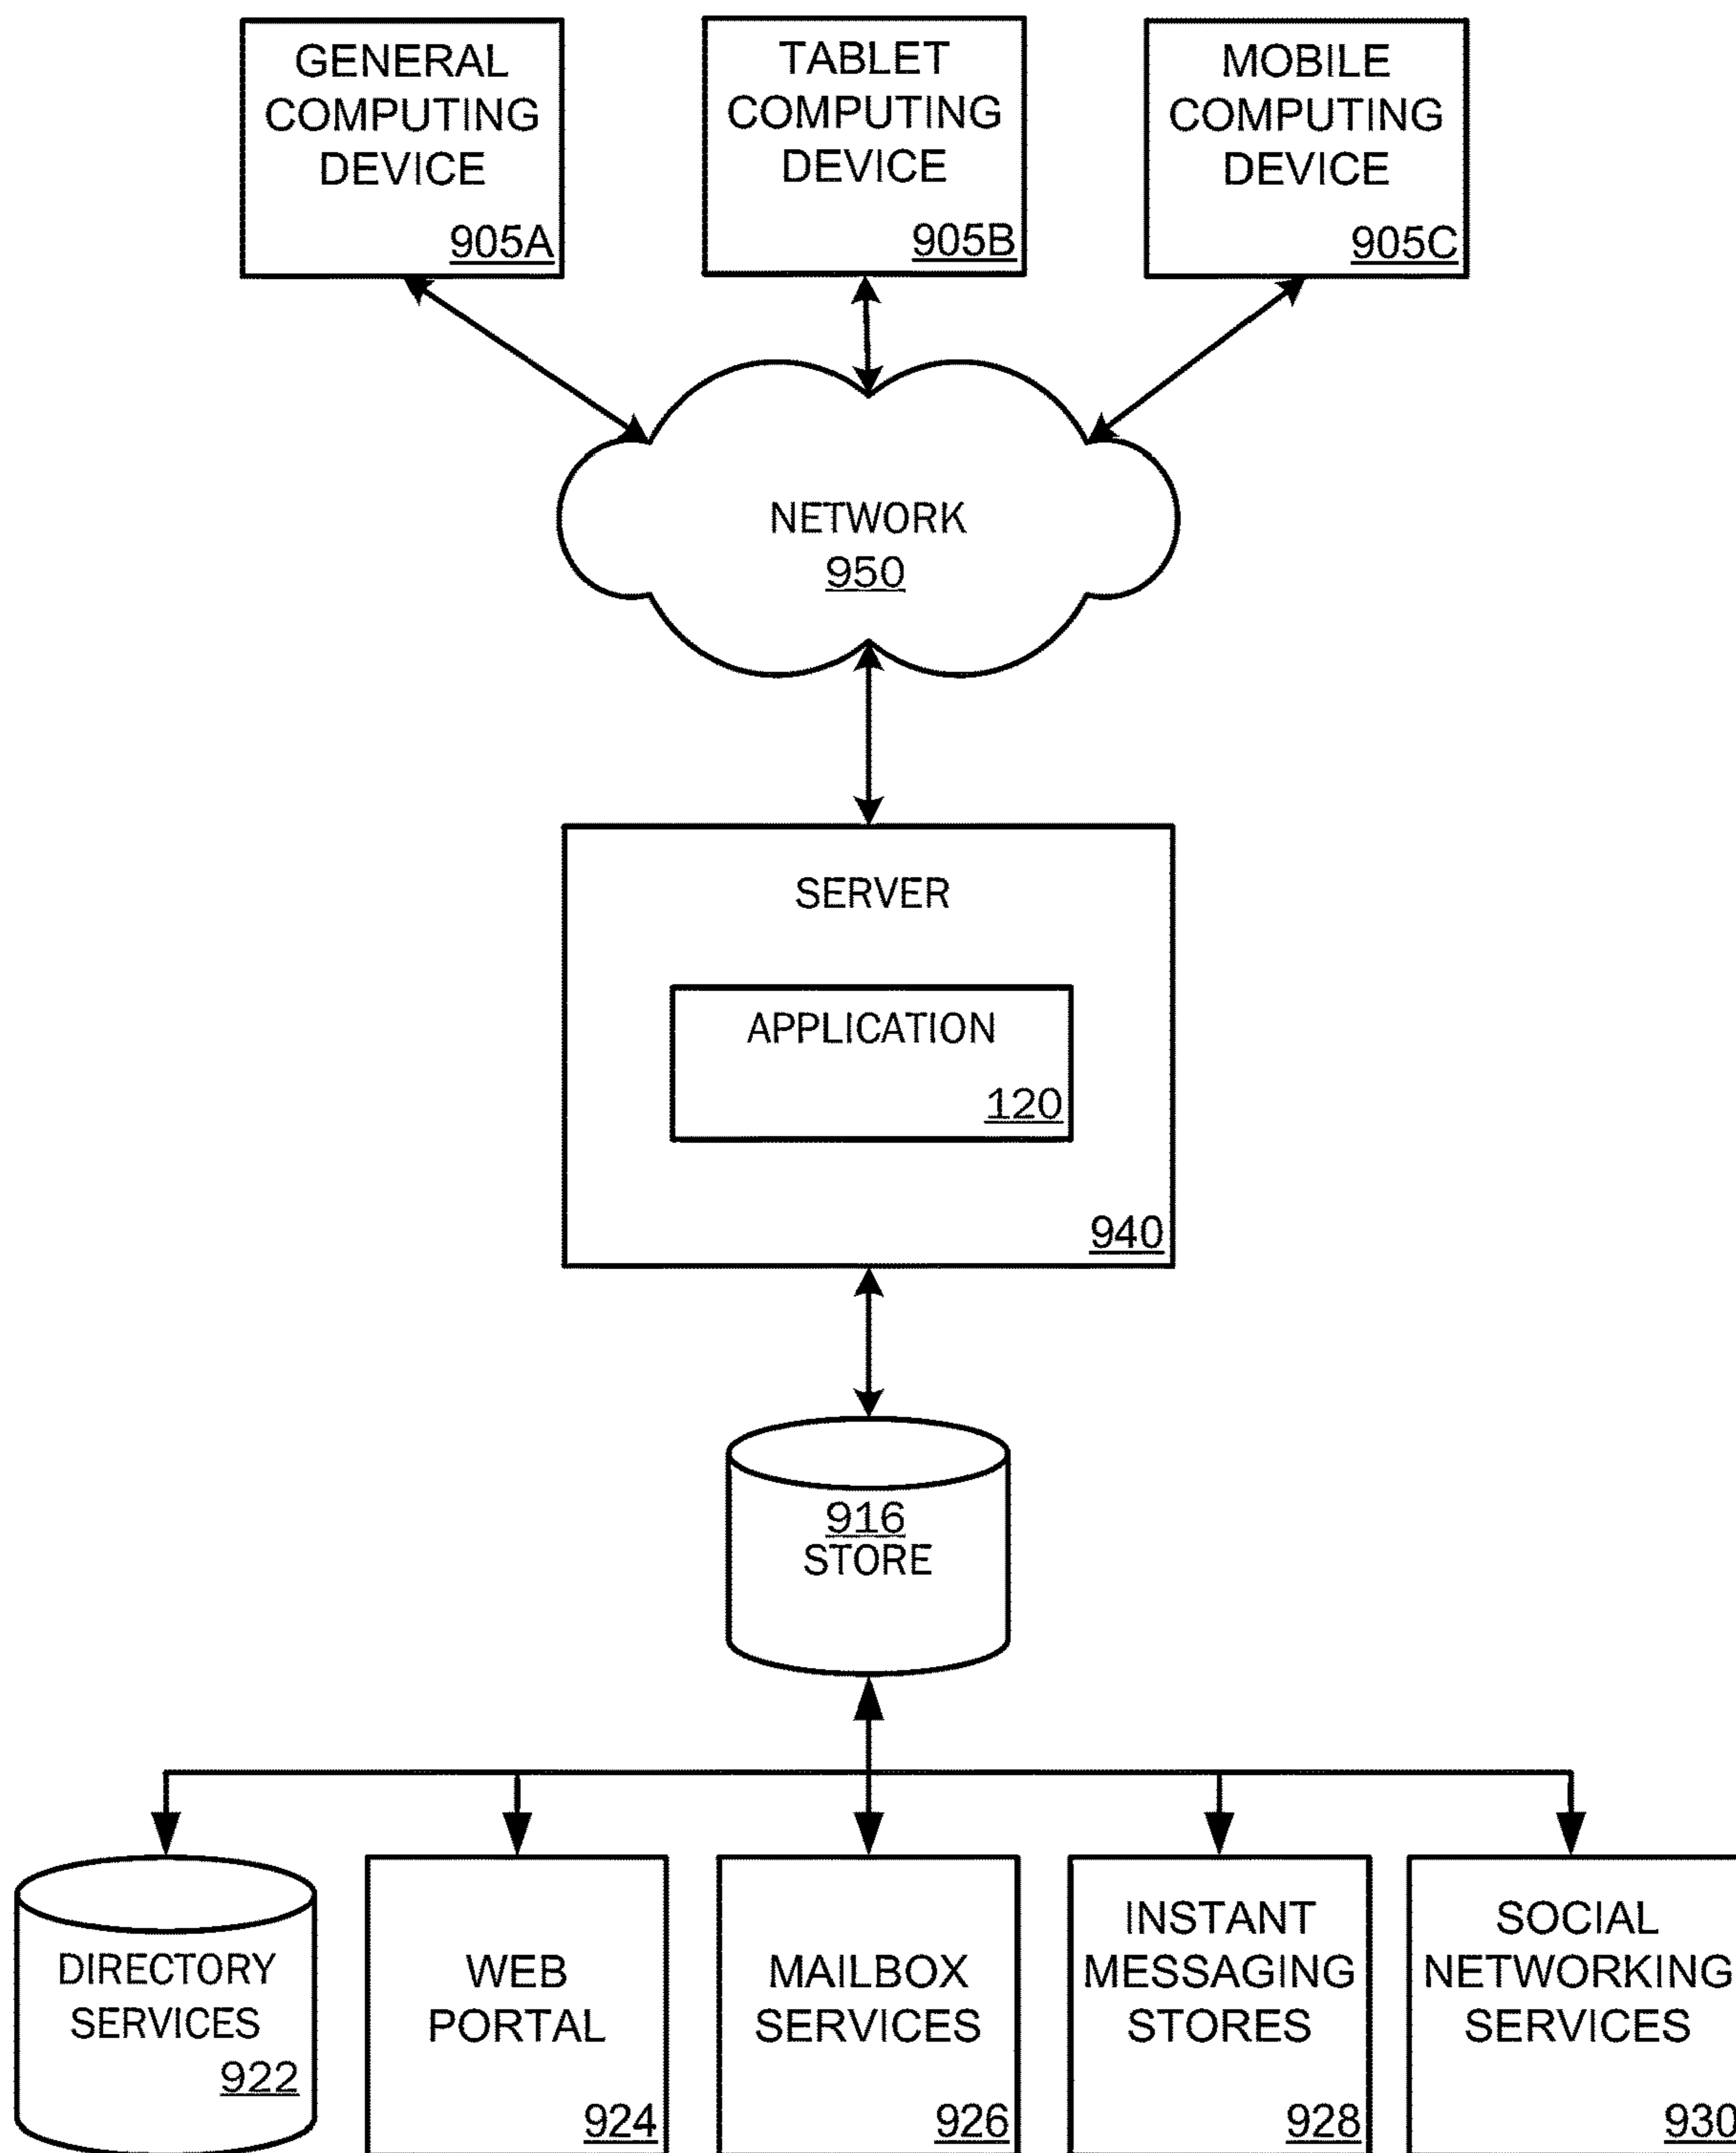 GENERAL
COMPUTING
DEVICE
905A
TABLET
COMPUTING
DEVICE
905B
MOBILE
COMPUTING
DEVICE
905C
NETWORK
950
SERVER
APPLICATION
120
940
916
STORE
DIRECTORY
SERVICES
922
WEB
PORTAL
924
MAILBOX
SERVICES
926
INSTANT
MESSAGING
STORES
928
SOCIAL
NETWORKING
SERVICES
930